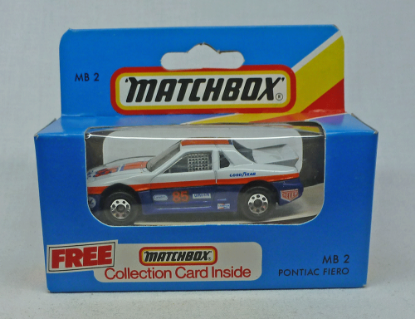 MB 2
MATCHBOX®
GOODYEAR
85
FREE
MATCHBOX
Collection Card Inside
MB 2
PONTIAC FIERO